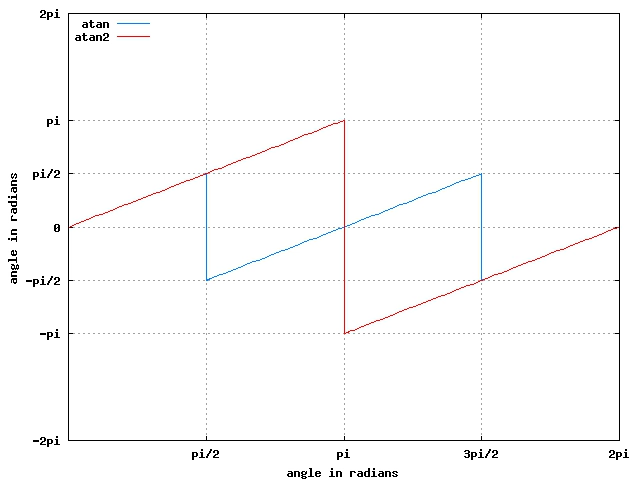 2pi
atan
atan2
pi
pi/2
0
-pi/2
-pi
-2pi
angle in radians
pi/2 pi 3pi/2 2pi
angle in radians